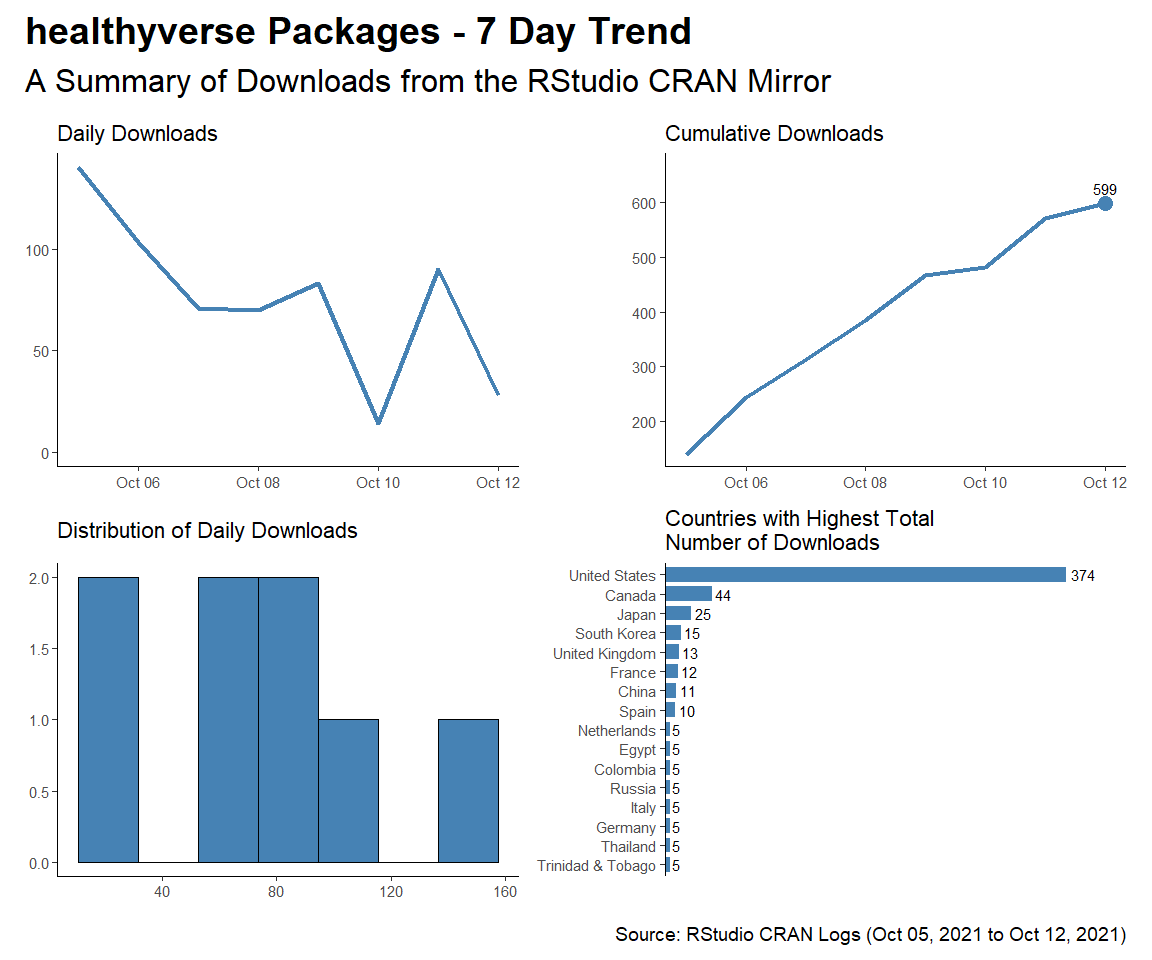 healthyverse Packages - 7 Day Trend
A Summary of Downloads from the RStudio CRAN Mirror
Daily Downloads
100
50
0
Oct 06
Oct 08
Oct 10
Oct 12
Cumulative Downloads
599
600
500
400
300
200
Oct 06
Oct 08
Oct 10
Oct 12
Distribution of Daily Downloads
2.0
1.5
1.0
0.5
0.0
40
80
120
160
Countries with Highest Total
Number of Downloads
United States 374
Canada 44
Japan 25
South Korea 15
United Kingdom 13
France 12
China 11
Spain 10
Netherlands 5
Egypt 5
Colombia 5
Russia 5
Italy 5
Germany 5
Thailand 5
Trinidad & Tobago 5
Source: RStudio CRAN Logs (Oct 05, 2021 to Oct 12, 2021)